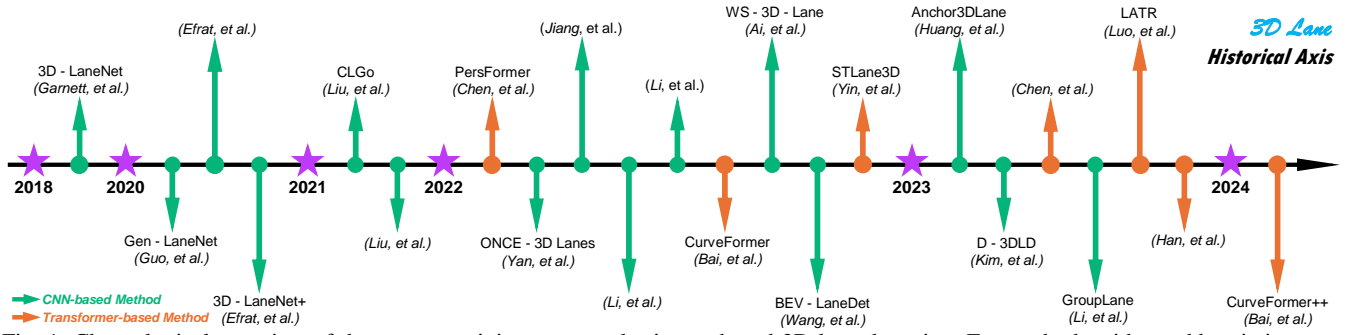 3D Lane
Historical Axis
3D - LaneNet
(Garnett, et al.)
(Efrat, et al.)
CLGo
(Liu, et al.)
PersFormer
(Chen, et al.)
(Jiang, et al.)
(Li, et al.)
WS - 3D - Lane
(Ai, et al.)
STLane3D
(Yin, et al.)
Anchor3DLane
(Huang, et al.)
(Chen, et al.)
LATR
(Luo, et al.)
2018
2020
2021
2022
2023
2024
Gen - LaneNet
(Guo, et al.)
3D - LaneNet+
(Efrat, et al.)
(Liu, et al.)
ONCE - 3D Lanes
(Yan, et al.)
(Li, et al.)
CurveFormer
(Bai, et al.)
BEV - LaneDet
(Wang, et al.)
D - 3DLD
(Kim, et al.)
GroupLane
(Li, et al.)
(Han, et al.)
CurveFormer++
(Bai, et al.)
CNN-based Method
Transformer-based Method